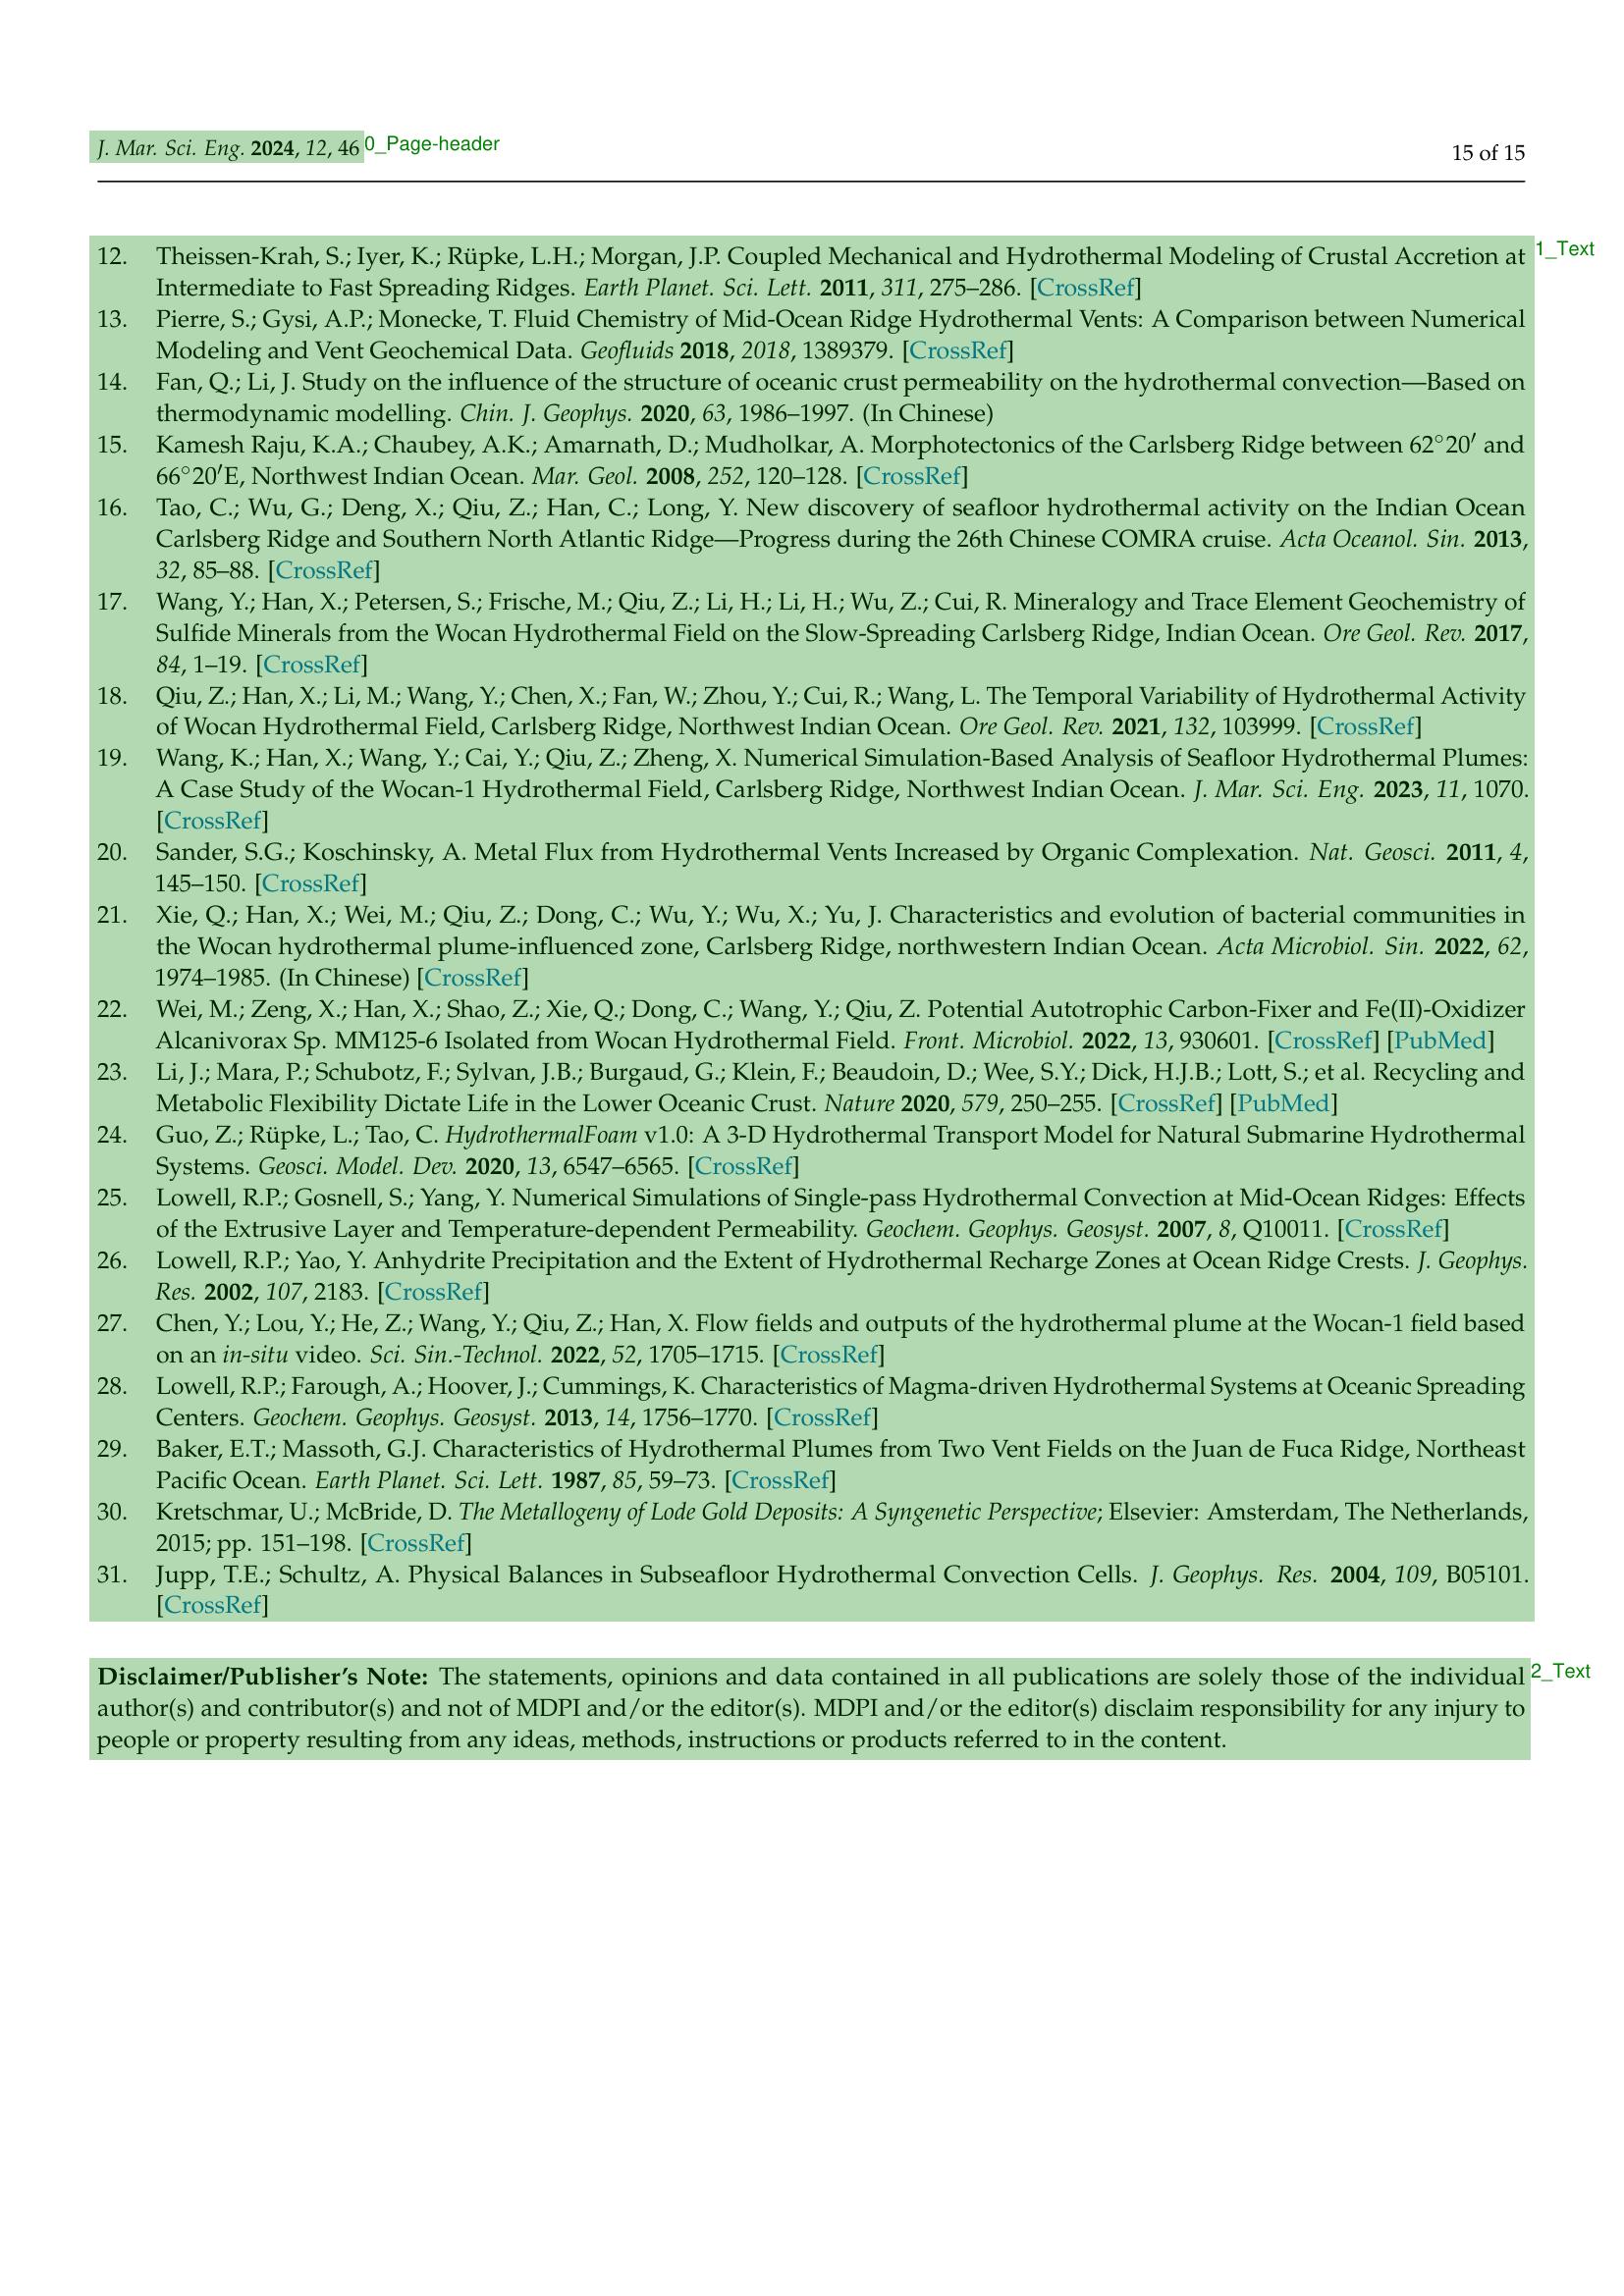 J. Mar. Sci. Eng. 2024, 12, 46
0_Page-header
15 of 15
1_Text
12. Theissen-Krah, S.; Iyer, K.; Rüpke, L.H.; Morgan, J.P. Coupled Mechanical and Hydrothermal Modeling of Crustal Accretion at
Intermediate to Fast Spreading Ridges. Earth Planet. Sci. Lett. 2011, 311, 275–286. [CrossRef]
13. Pierre, S.; Gysi, A.P.; Monecke, T. Fluid Chemistry of Mid-Ocean Ridge Hydrothermal Vents: A Comparison between Numerical
Modeling and Vent Geochemical Data. Geofluids 2018, 2018, 1389379. [CrossRef]
14. Fan, Q.; Li, J. Study on the influence of the structure of oceanic crust permeability on the hydrothermal convection—Based on
thermodynamic modelling. Chin. J. Geophys. 2020, 63, 1986–1997. (In Chinese)
15. Kamesh Raju, K.A.; Chaubey, A.K.; Amarnath, D.; Mudholkar, A. Morphotectonics of the Carlsberg Ridge between 62°20′ and
66°20′E, Northwest Indian Ocean. Mar. Geol. 2008, 252, 120–128. [CrossRef]
16. Tao, C.; Wu, G.; Deng, X.; Qiu, Z.; Han, C.; Long, Y. New discovery of seafloor hydrothermal activity on the Indian Ocean
Carlsberg Ridge and Southern North Atlantic Ridge—Progress during the 26th Chinese COMRA cruise. Acta Oceanol. Sin. 2013,
32, 85–88. [CrossRef]
17. Wang, Y.; Han, X.; Petersen, S.; Frische, M.; Qiu, Z.; Li, H.; Li, H.; Wu, Z.; Cui, R. Mineralogy and Trace Element Geochemistry of
Sulfide Minerals from the Wocan Hydrothermal Field on the Slow-Spreading Carlsberg Ridge, Indian Ocean. Ore Geol. Rev. 2017,
84, 1–19. [CrossRef]
18. Qiu, Z.; Han, X.; Li, M.; Wang, Y.; Chen, X.; Fan, W.; Zhou, Y.; Cui, R.; Wang, L. The Temporal Variability of Hydrothermal Activity
of Wocan Hydrothermal Field, Carlsberg Ridge, Northwest Indian Ocean. Ore Geol. Rev. 2021, 132, 103999. [CrossRef]
19. Wang, K.; Han, X.; Wang, Y.; Cai, Y.; Qiu, Z.; Zheng, X. Numerical Simulation-Based Analysis of Seafloor Hydrothermal Plumes:
A Case Study of the Wocan-1 Hydrothermal Field, Carlsberg Ridge, Northwest Indian Ocean. J. Mar. Sci. Eng. 2023, 11, 1070.
[CrossRef]
20. Sander, S.G.; Koschinsky, A. Metal Flux from Hydrothermal Vents Increased by Organic Complexation. Nat. Geosci. 2011, 4,
145–150. [CrossRef]
21. Xie, Q.; Han, X.; Wei, M.; Qiu, Z.; Dong, C.; Wu, Y.; Wu, X.; Yu, J. Characteristics and evolution of bacterial communities in
the Wocan hydrothermal plume-influenced zone, Carlsberg Ridge, northwestern Indian Ocean. Acta Microbiol. Sin. 2022, 62,
1974–1985. (In Chinese) [CrossRef]
22. Wei, M.; Zeng, X.; Han, X.; Shao, Z.; Xie, Q.; Dong, C.; Wang, Y.; Qiu, Z. Potential Autotrophic Carbon-Fixer and Fe(II)-Oxidizer
Alcanivorax Sp. MM125-6 Isolated from Wocan Hydrothermal Field. Front. Microbiol. 2022, 13, 930601. [CrossRef] [PubMed]
23. Li, J.; Mara, P.; Schubotz, F.; Sylvan, J.B.; Burgaud, G.; Klein, F.; Beaudoin, D.; Wee, S.Y.; Dick, H.J.B.; Lott, S.; et al. Recycling and
Metabolic Flexibility Dictate Life in the Lower Oceanic Crust. Nature 2020, 579, 250–255. [CrossRef] [PubMed]
24. Guo, Z.; Rüpke, L.; Tao, C. HydrothermalFoam v1.0: A 3-D Hydrothermal Transport Model for Natural Submarine Hydrothermal
Systems. Geosci. Model. Dev. 2020, 13, 6547–6565. [CrossRef]
25. Lowell, R.P.; Gosnell, S.; Yang, Y. Numerical Simulations of Single-pass Hydrothermal Convection at Mid-Ocean Ridges: Effects
of the Extrusive Layer and Temperature-dependent Permeability. Geochem. Geophys. Geosyst. 2007, 8, Q10011. [CrossRef]
26. Lowell, R.P.; Yao, Y. Anhydrite Precipitation and the Extent of Hydrothermal Recharge Zones at Ocean Ridge Crests. J. Geophys.
Res. 2002, 107, 2183. [CrossRef]
27. Chen, Y.; Lou, Y.; He, Z.; Wang, Y.; Qiu, Z.; Han, X. Flow fields and outputs of the hydrothermal plume at the Wocan-1 field based
on an in-situ video. Sci. Sin.-Technol. 2022, 52, 1705–1715. [CrossRef]
28. Lowell, R.P.; Farough, A.; Hoover, J.; Cummings, K. Characteristics of Magma-driven Hydrothermal Systems at Oceanic Spreading
Centers. Geochem. Geophys. Geosyst. 2013, 14, 1756–1770. [CrossRef]
29. Baker, E.T.; Massoth, G.J. Characteristics of Hydrothermal Plumes from Two Vent Fields on the Juan de Fuca Ridge, Northeast
Pacific Ocean. Earth Planet. Sci. Lett. 1987, 85, 59–73. [CrossRef]
30. Kretschmar, U.; McBride, D. The Metallogeny of Lode Gold Deposits: A Syngenetic Perspective; Elsevier: Amsterdam, The Netherlands,
2015; pp. 151–198. [CrossRef]
31. Jupp, T.E.; Schultz, A. Physical Balances in Subseafloor Hydrothermal Convection Cells. J. Geophys. Res. 2004, 109, B05101.
[CrossRef]
2_Text
Disclaimer/Publisher’s Note: The statements, opinions and data contained in all publications are solely those of the individual
author(s) and contributor(s) and not of MDPI and/or the editor(s). MDPI and/or the editor(s) disclaim responsibility for any injury to
people or property resulting from any ideas, methods, instructions or products referred to in the content.